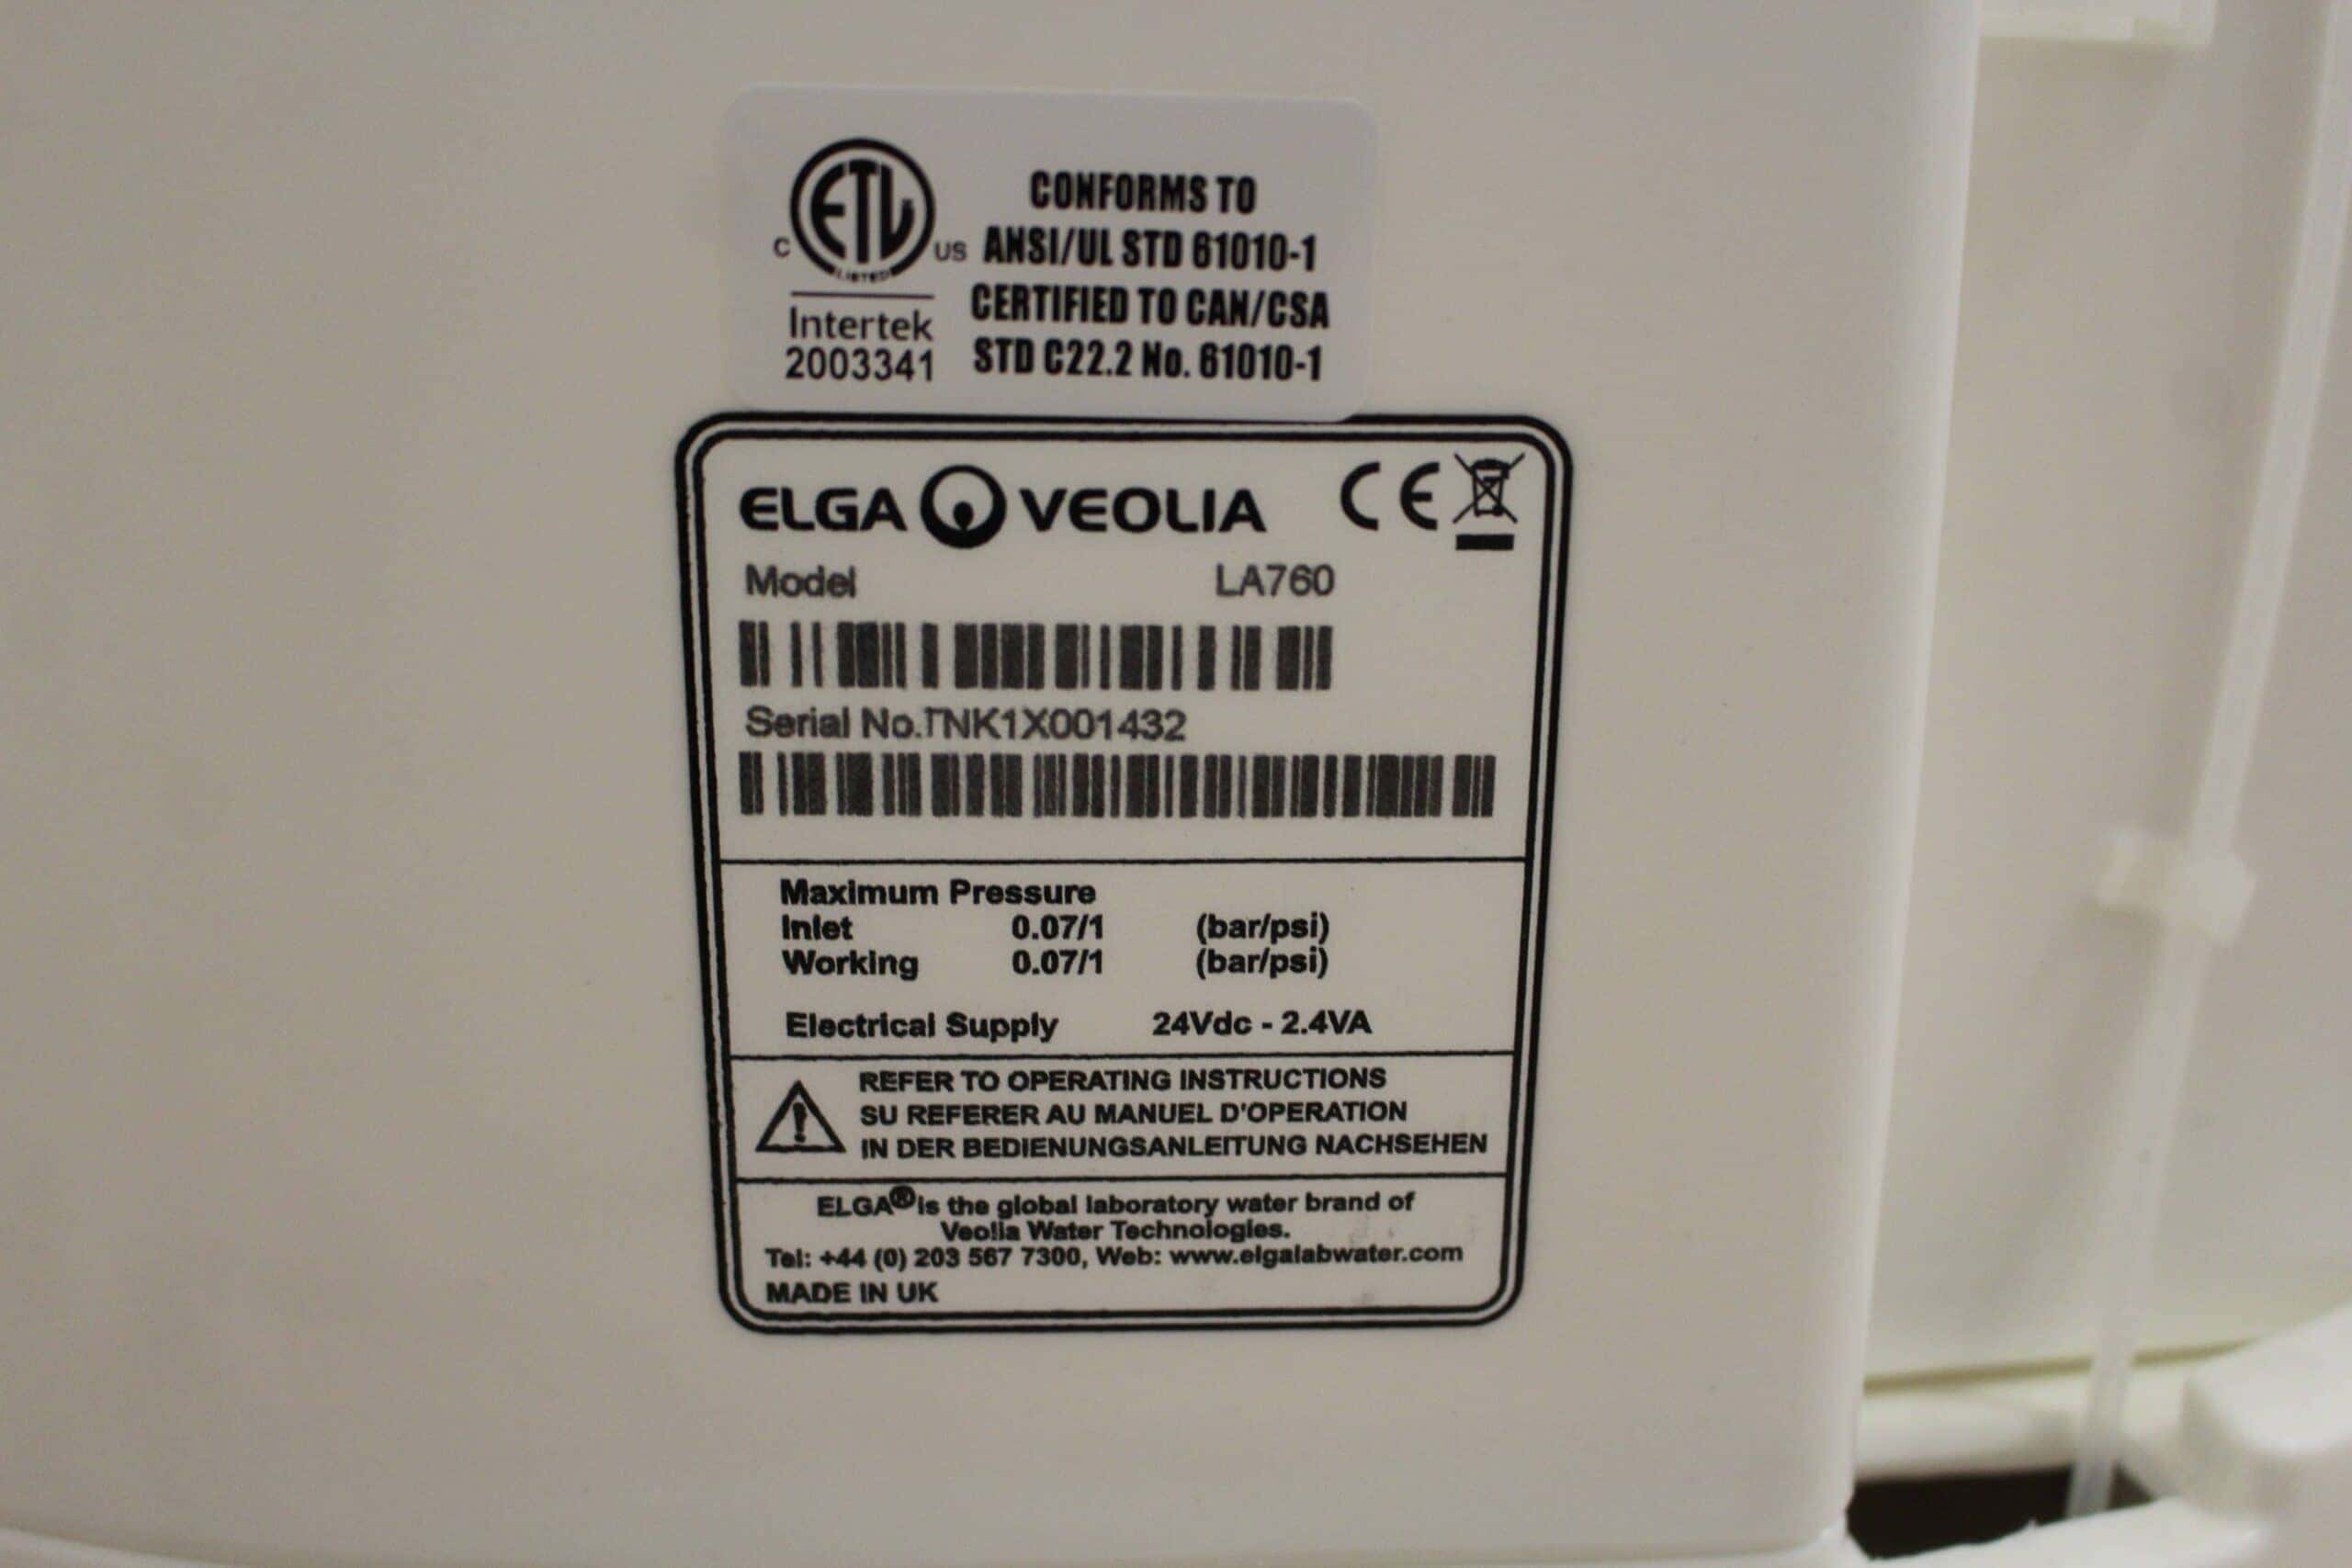 ETL LISTED
C US
Intertek
2003341
CONFORMS TO
ANSI/UL STD 61010-1
CERTIFIED TO CAN/CSA
STD C22.2 No. 61010-1
ELGA VEOLIA CE
Model LA760
Serial No.TNK1X001432
Maximum Pressure
Inlet 0.07/1 (bar/psi)
Working 0.07/1 (bar/psi)
Electrical Supply 24Vdc - 2.4VA
REFER TO OPERATING INSTRUCTIONS
SU REFERER AU MANUEL D'OPERATION
IN DER BEDIENUNGSANLEITUNG NACHSEHEN
ELGA® is the global laboratory water brand of
Veolia Water Technologies.
Tel: +44 (0) 203 567 7300, Web: www.elgalabwater.com
MADE IN UK